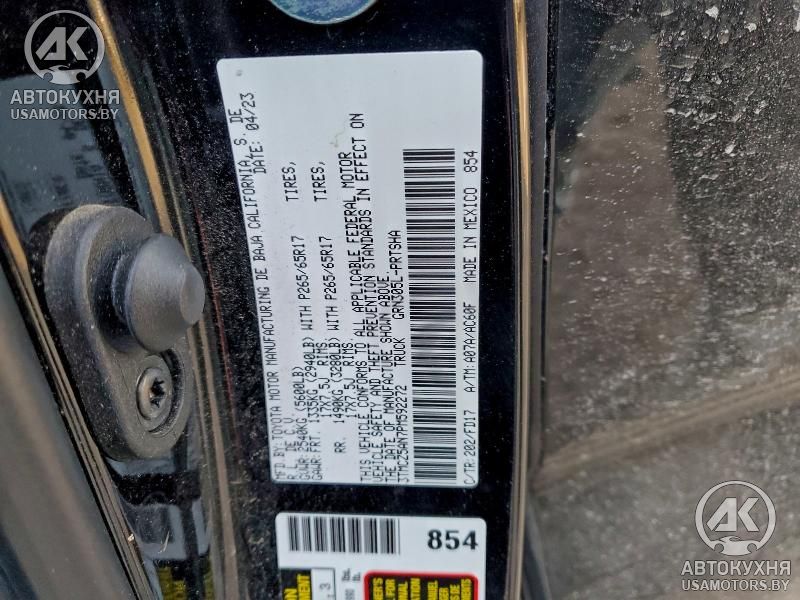 MFD. BY: TOYOTA MOTOR MANUFACTURING DE BAJA CALIFORNIA, S. DE
R. L. DE C. V. DATE: 04/23
GVWR: 2540KG (5600LB)
GAWR: FRT. 1335KG (2940LB) WITH P265/65R17 TIRES,
17X7.5J RIMS,
RR. 1490KG (3280LB) WITH P265/65R17 TIRES,
17X7.5J RIMS.
THIS VEHICLE CONFORMS TO ALL APPLICABLE FEDERAL MOTOR
VEHICLE SAFETY AND THEFT PREVENTION STANDARDS IN EFFECT ON
THE DATE OF MANUFACTURE SHOWN ABOVE.
3TMCZ5AN7PM592272 TRUCK GRN305L-PRTSHA
C/TR: 202/FD17 A/TM: A07A/AC60F MADE IN MEXICO 854
854
АК
АВТОКУХНЯ
USAMOTORS.BY
АК
АВТОКУХНЯ
USAMOTORS.BY